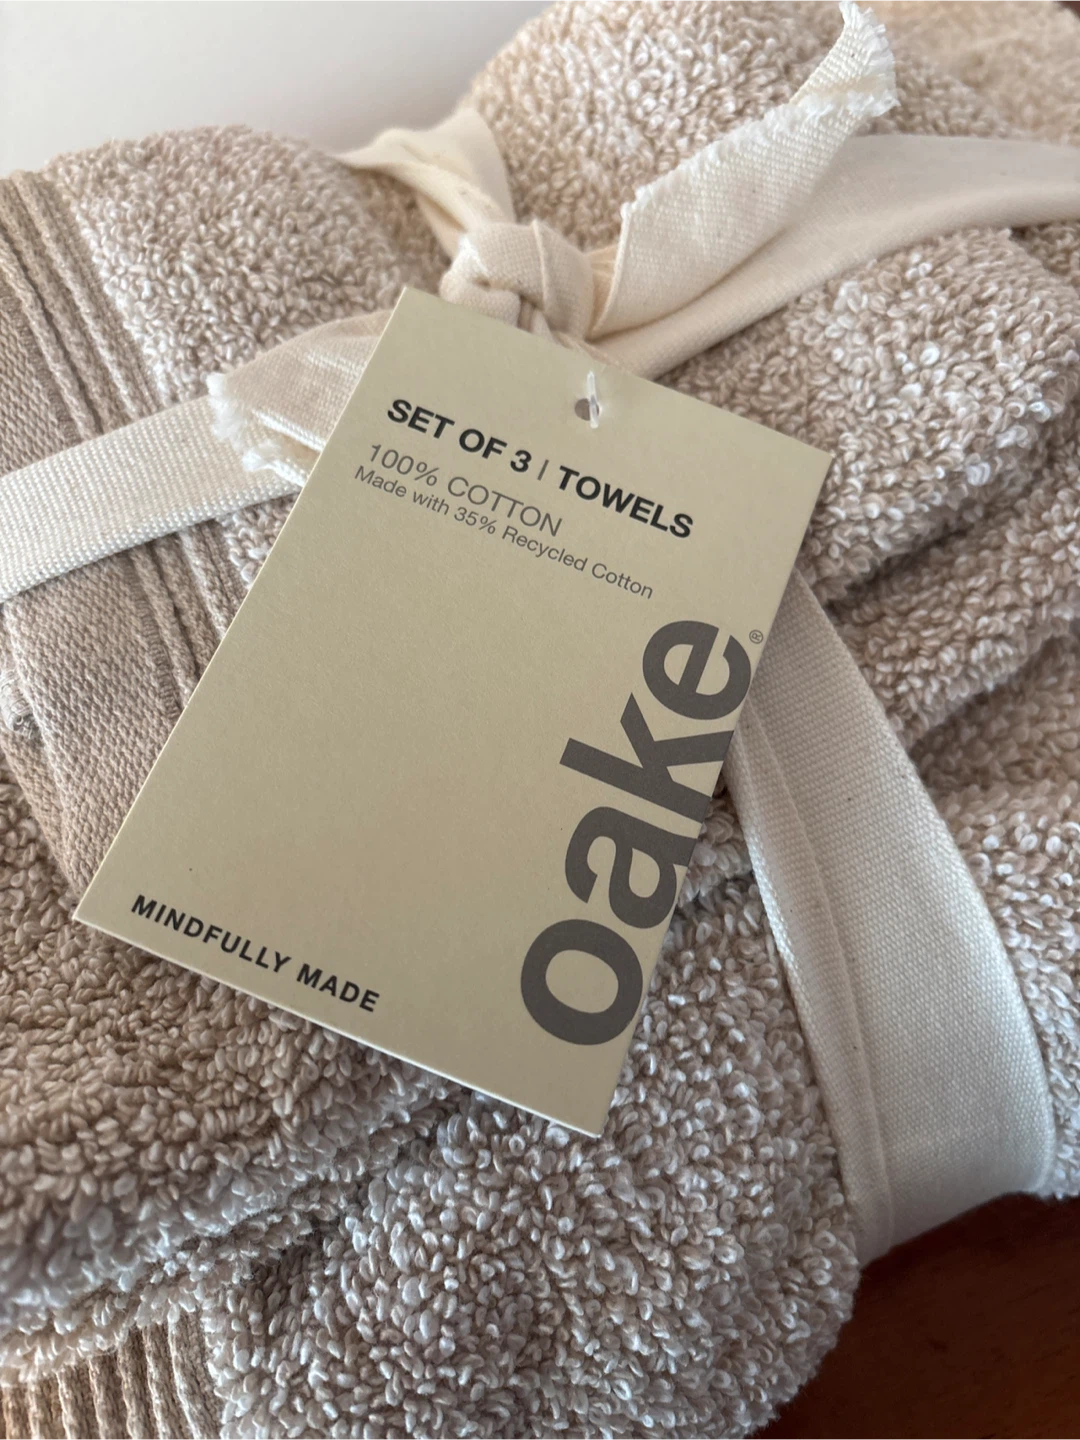 SET OF 3 | TOWELS
100% COTTON
Made with 35% Recycled Cotton
oake®
MINDFULLY MADE